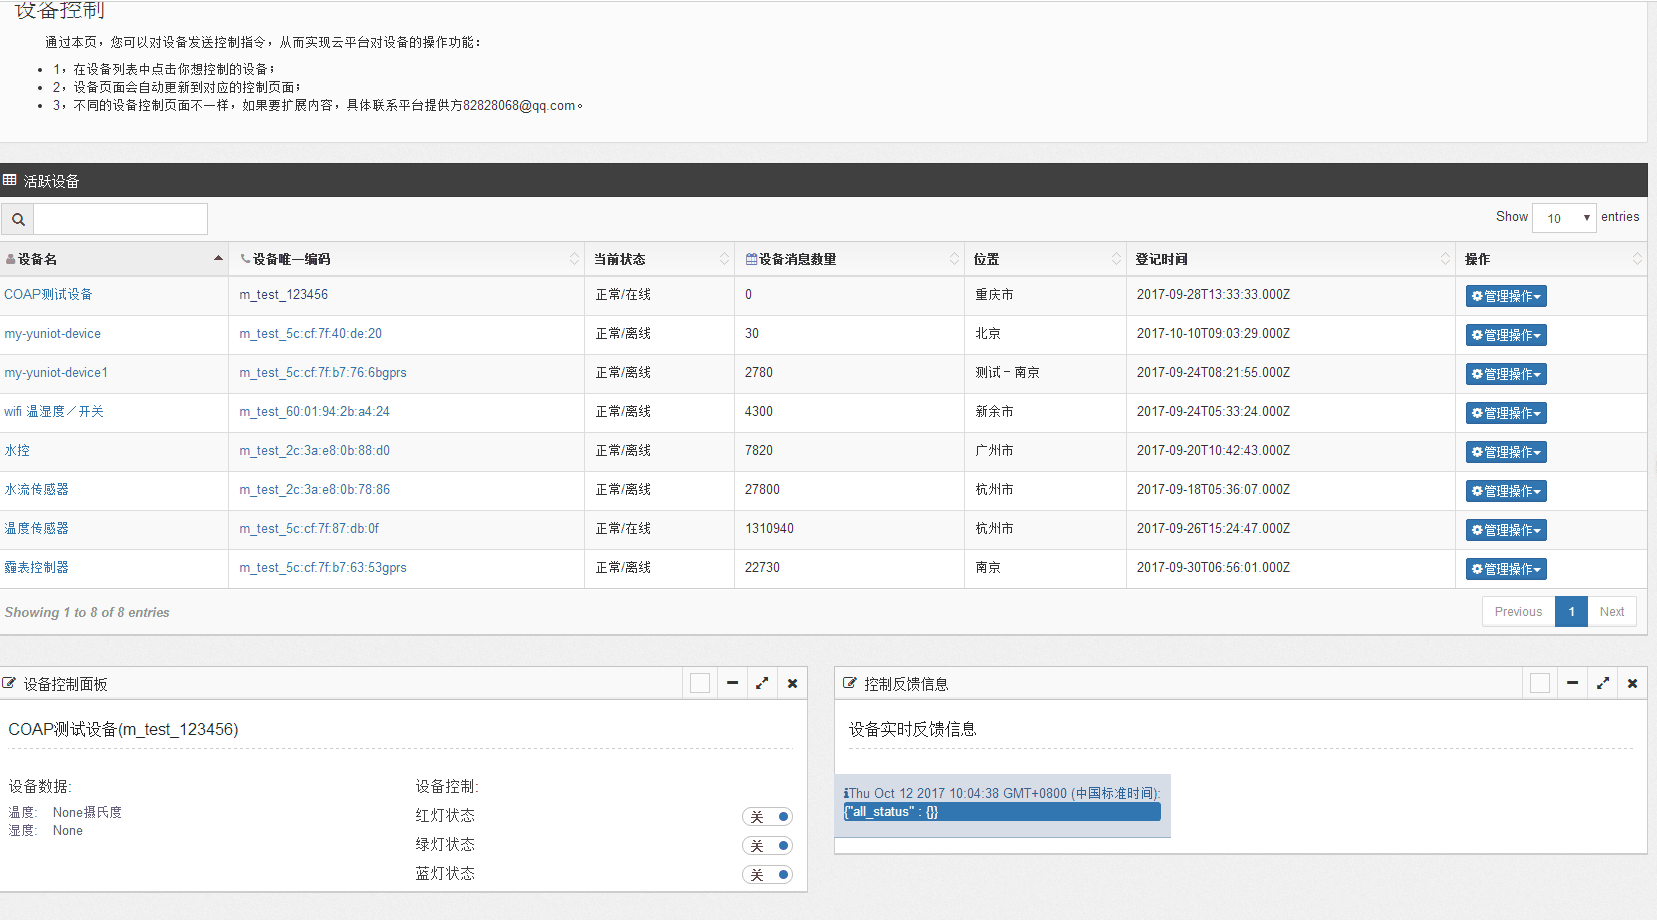 设备控制
通过本页，您可以对设备发送控制指令，从而实现云平台对设备的操作功能：
1，在设备列表中点击你想控制的设备；
2，设备页面会自动更新到对应的控制页面；
3，不同的设备控制页面不一样，如果要扩展内容，具体联系平台提供方82828068@qq.com。
活跃设备
Show 10 entries
设备名 设备唯一编码 当前状态 设备消息数量 位置 登记时间 操作
COAP测试设备 m_test_123456 正常/在线 0 重庆市 2017-09-28T13:33:33.000Z 管理操作
my-yuniot-device m_test_5c:cf:7f:40:de:20 正常/离线 30 北京 2017-10-10T09:03:29.000Z 管理操作
my-yuniot-device1 m_test_5c:cf:7f:b7:76:6bgprs 正常/离线 2780 测试－南京 2017-09-24T08:21:55.000Z 管理操作
wifi 温湿度／开关 m_test_60:01:94:2b:a4:24 正常/离线 4300 新余市 2017-09-24T05:33:24.000Z 管理操作
水控 m_test_2c:3a:e8:0b:88:d0 正常/离线 7820 广州市 2017-09-20T10:42:43.000Z 管理操作
水流传感器 m_test_2c:3a:e8:0b:78:86 正常/离线 27800 杭州市 2017-09-18T05:36:07.000Z 管理操作
温度传感器 m_test_5c:cf:7f:87:db:0f 正常/在线 1310940 杭州市 2017-09-26T15:24:47.000Z 管理操作
霾表控制器 m_test_5c:cf:7f:b7:63:53gprs 正常/离线 22730 南京 2017-09-30T06:56:01.000Z 管理操作
Showing 1 to 8 of 8 entries
Previous 1 Next
设备控制面板
COAP测试设备(m_test_123456)
设备数据:
温度: None摄氏度
湿度: None
设备控制:
红灯状态 关
绿灯状态 关
蓝灯状态 关
控制反馈信息
设备实时反馈信息
Thu Oct 12 2017 10:04:38 GMT+0800 (中国标准时间):
{"all_status" : {}}